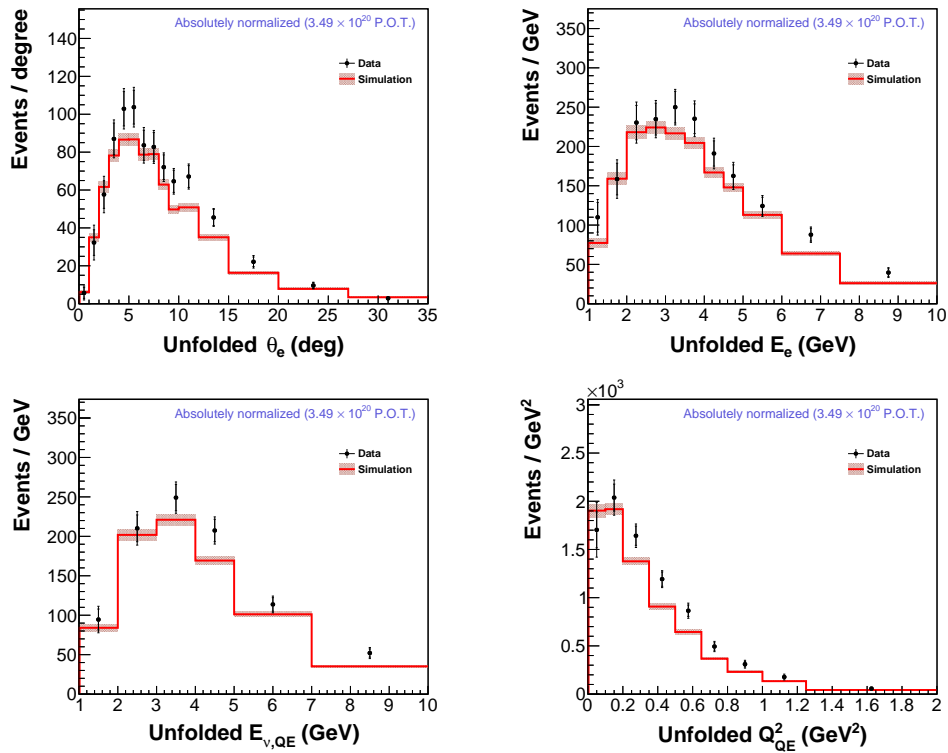 Absolutely normalized (3.49 × 10²⁰ P.O.T.)
Events / degree
Data
Simulation
140
120
100
80
60
40
20
0
0 5 10 15 20 25 30 35
Unfolded θₑ (deg)
Absolutely normalized (3.49 × 10²⁰ P.O.T.)
Events / GeV
Data
Simulation
350
300
250
200
150
100
50
0
1 2 3 4 5 6 7 8 9 10
Unfolded Eₑ (GeV)
Absolutely normalized (3.49 × 10²⁰ P.O.T.)
Events / GeV
Data
Simulation
350
300
250
200
150
100
50
0
1 2 3 4 5 6 7 8 9 10
Unfolded E_ν,QE (GeV)
×10³
Absolutely normalized (3.49 × 10²⁰ P.O.T.)
Events / GeV²
Data
Simulation
3
2.5
2
1.5
1
0.5
0
0 0.2 0.4 0.6 0.8 1 1.2 1.4 1.6 1.8 2
Unfolded Q²_QE (GeV²)